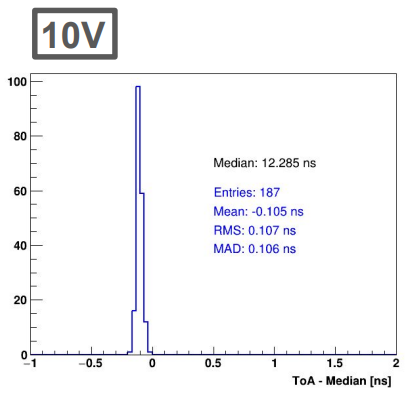 10V
100
80
60
40
20
0
Median: 12.285 ns
Entries: 187
Mean: -0.105 ns
RMS: 0.107 ns
MAD: 0.106 ns
−1 −0.5 0 0.5 1 1.5 2
ToA - Median [ns]